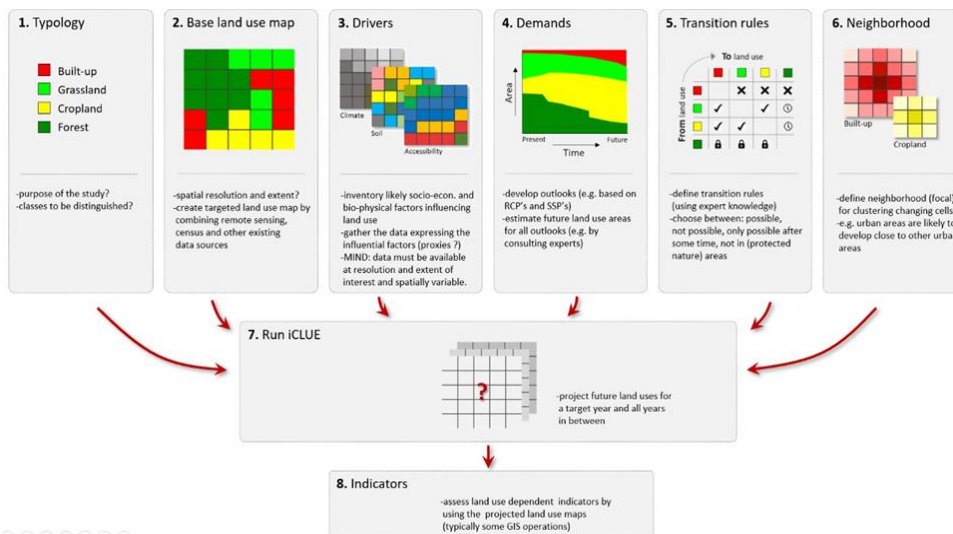 1. Typology
Built-up
Grassland
Cropland
Forest
-purpose of the study?
-classes to be distinguished?
2. Base land use map
-spatial resolution and extent?
-create targeted land use map by
combining remote sensing,
census and other existing
data sources
3. Drivers
Climate
Soil
Accessibility
-inventory likely socio-econ. and
bio-physical factors influencing
land use
-gather the data expressing the
influential factors (proxies ?)
-MIND: data must be available
at resolution and extent of
interest and spatially variable.
4. Demands
Area
Present
Future
Time
-develop outlooks (e.g. based on
RCP's and SSP's)
-estimate future land use areas
for all outlooks (e.g. by
consulting experts)
5. Transition rules
To land use
From land use
-define transition rules
(using expert knowledge)
-choose between: possible,
not possible, only possible after
some time, not in (protected
nature) areas
6. Neighborhood
Built-up
Cropland
-define neighborhood (focal)
for clustering changing cells
-e.g. urban areas are likely to
develop close to other urba
areas
7. Run iCLUE
?
-project future land uses for
a target year and all years
in between
8. Indicators
-assess land use dependent indicators by
using the projected land use maps
(typically some GIS operations)